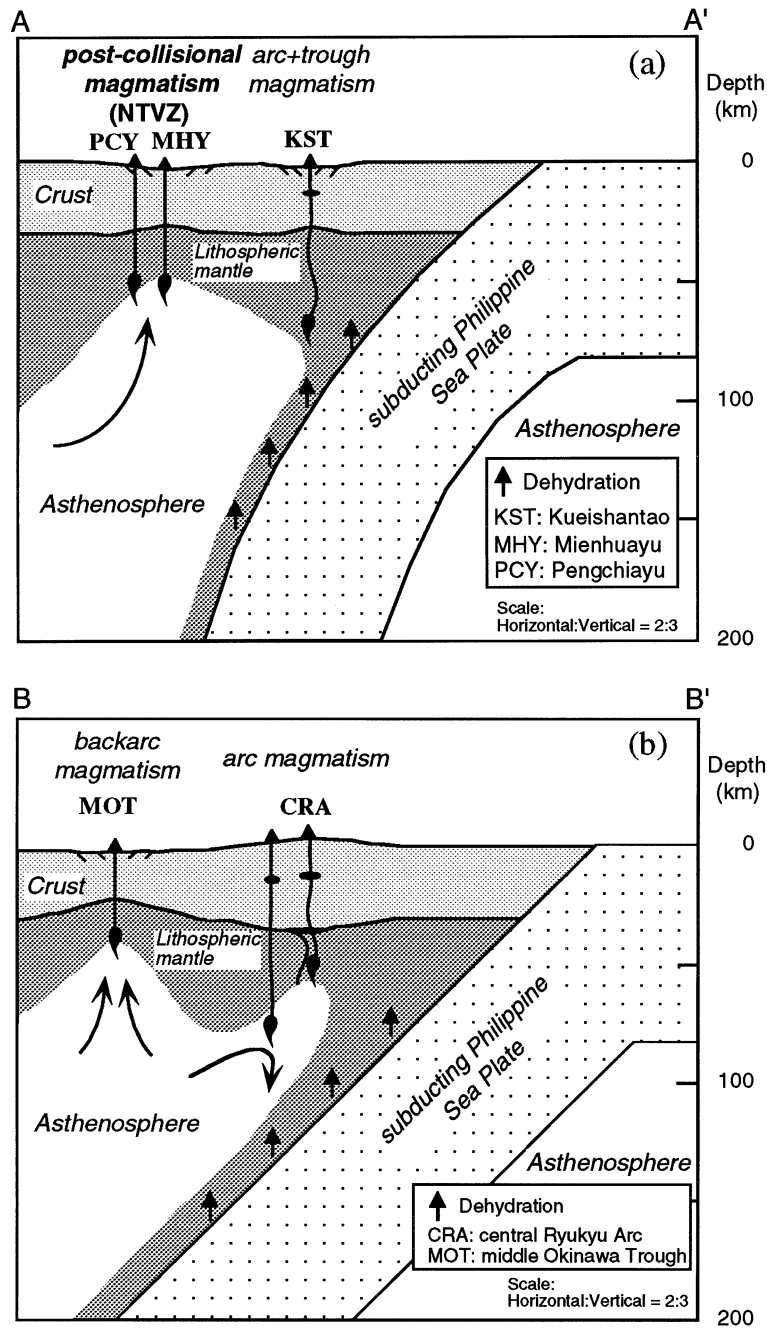 A A'
post-collisional arc+trough (a)
magmatism magmatism
(NTVZ)
PCY MHY KST
Depth
(km)
0
Crust
Lithospheric
mantle
subducting Philippine
Sea Plate
100
Asthenosphere
Asthenosphere
Dehydration
KST: Kueishantao
MHY: Mienhuayu
PCY: Pengchiayu
Scale:
Horizontal:Vertical = 2:3
200
B B'
backarc arc magmatism (b)
magmatism
MOT CRA
Depth
(km)
0
Crust
Lithospheric
mantle
subducting Philippine
Sea Plate
100
Asthenosphere
Asthenosphere
Dehydration
CRA: central Ryukyu Arc
MOT: middle Okinawa Trough
Scale:
Horizontal:Vertical = 2:3
200